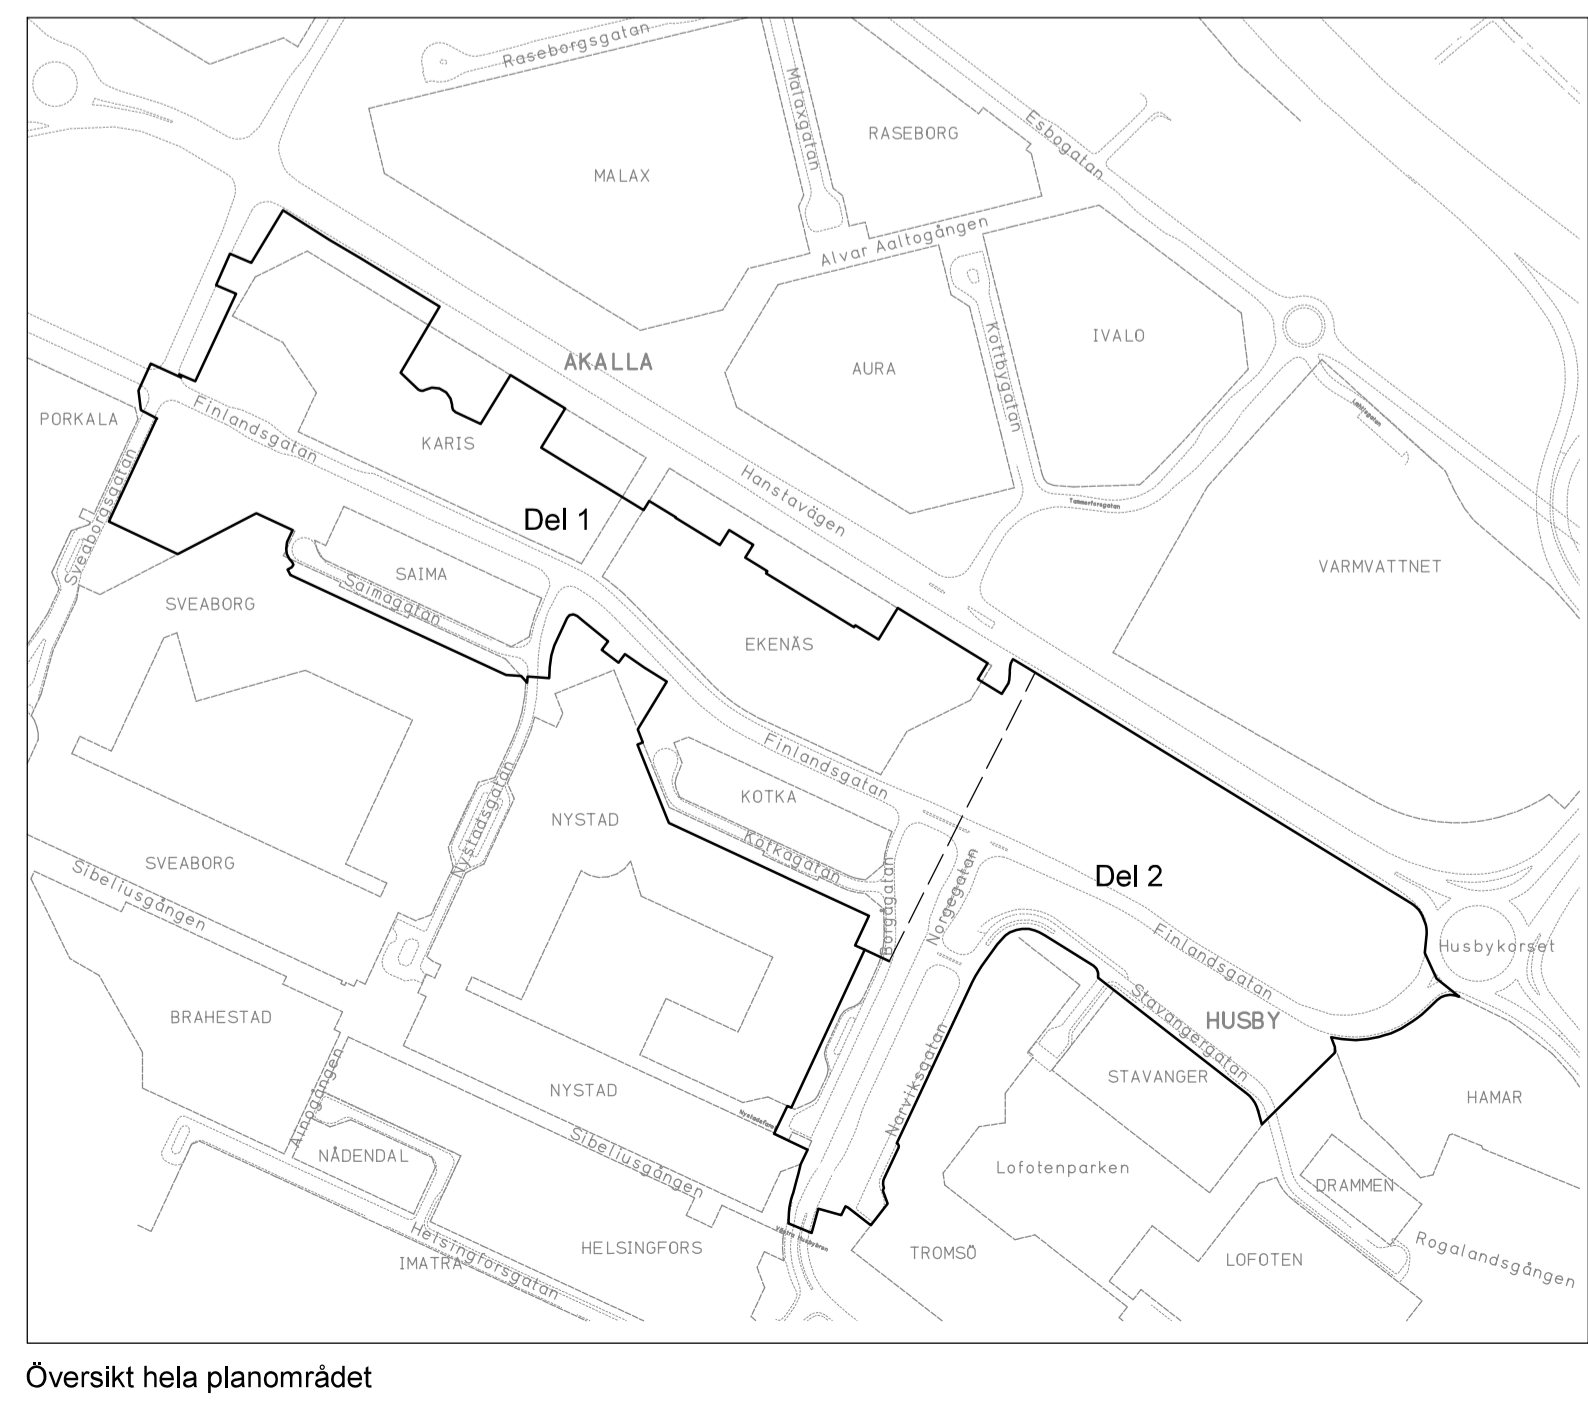 Raseborgsgatan
Malaxgatan
RASEBORG
Esbogatan
MALAX
Alvar Aaltogången
Kottbygatan
IVALO
AKALLA
AURA
PORKALA
Finlandsgatan
KARIS
Hanstavägen
Tammerforsgatan
Del 1
Sveaborgsgatan
SAIMA
Saimagatan
VARMVATTNET
SVEABORG
EKENÄS
Finlandsgatan
KOTKA
Nystadsgatan
NYSTAD
Kotkagatan
SVEABORG
Del 2
Sibeliusgången
Borgågatan
Norgegatan
Finlandsgatan
Husbykorset
BRAHESTAD
Stavangergatan
HUSBY
Narviksgatan
STAVANGER
NYSTAD
HAMAR
Arnögången
Sibeliusgången
NÅDENDAL
Lofotenparken
DRAMMEN
Helsingforsgatan
HELSINGFORS
IMATRA
TROMSÖ
LOFOTEN
Rogalandsgången
Översikt hela planområdet